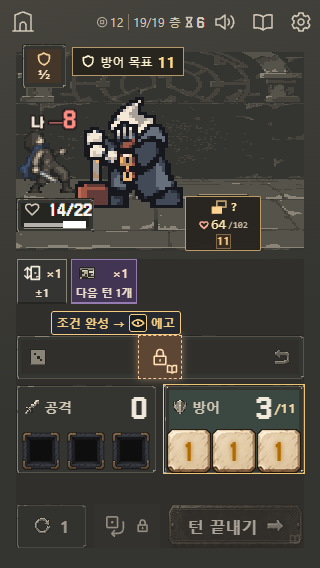 12 | 19/19 층 6
½
방어 목표 11
나 -8
14/22
?
64 /102
11
×1
±1
×1
다음 턴 1개
조건 완성 → 예고
공격 0
방어 3/11
1 1 1
1
턴 끝내기